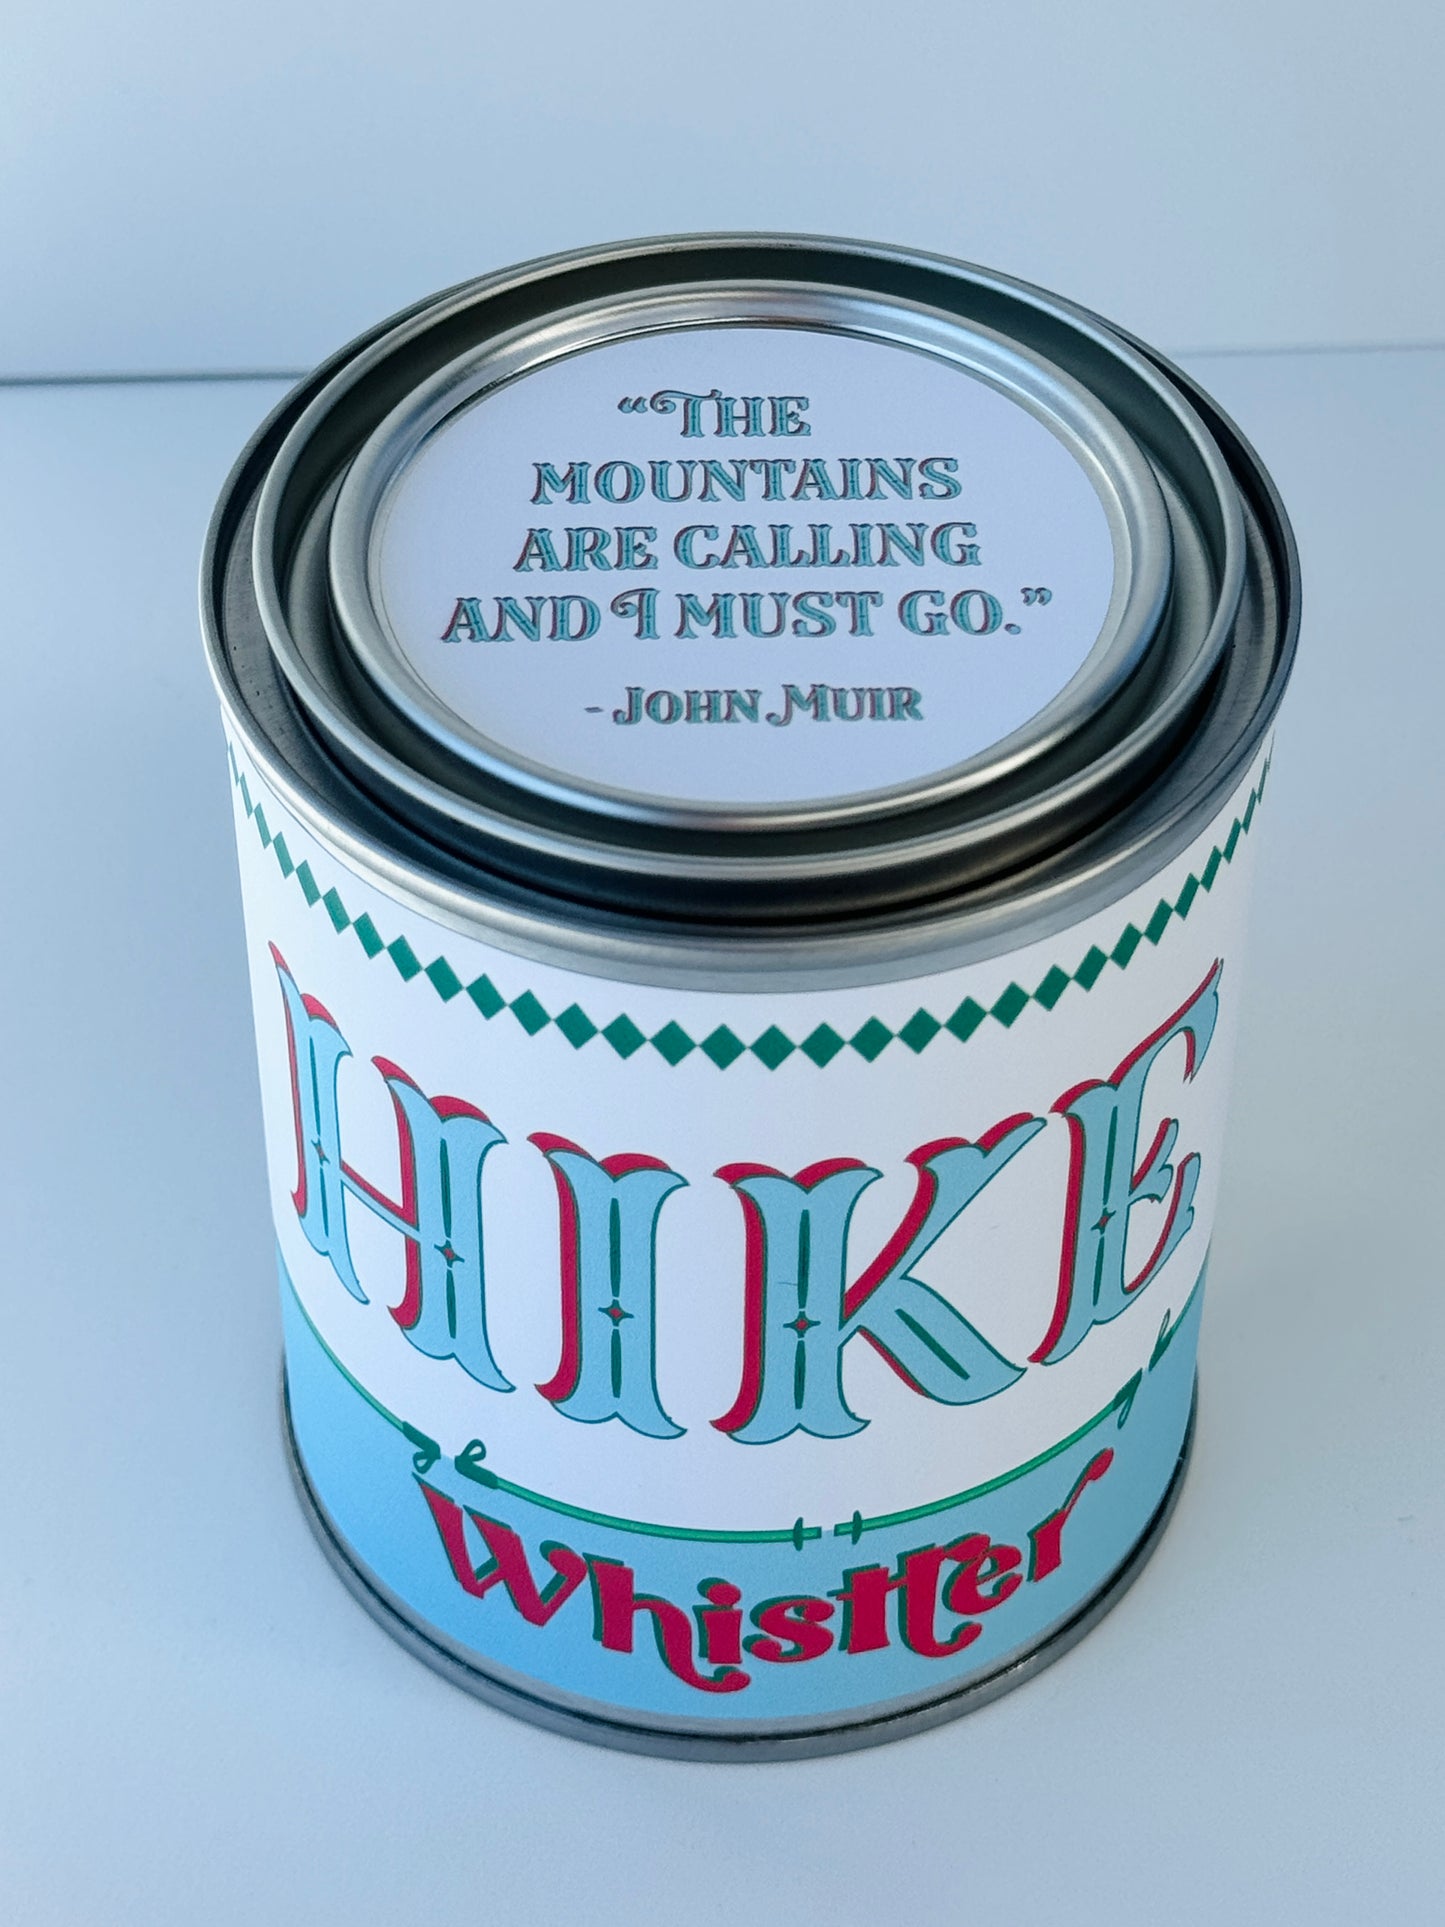 “The
mountains
are calling
and I must go.”
- John Muir
HIKE
Whistler